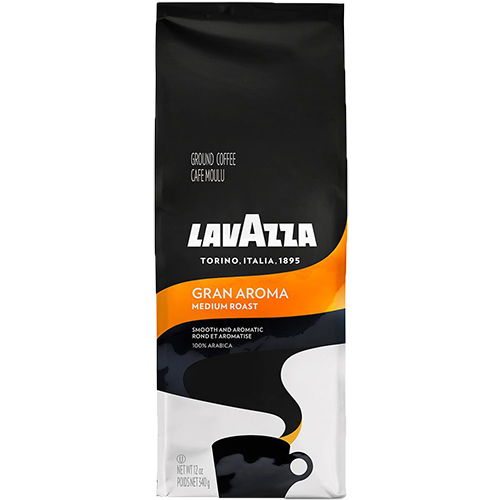 GROUND COFFEE
CAFE MOULU
LAVAZZA
TORINO, ITALIA, 1895
GRAN AROMA
MEDIUM ROAST
SMOOTH AND AROMATIC
ROND ET AROMATISE
100% ARABICA
NET WT 12 oz
POIDS NET 340 g